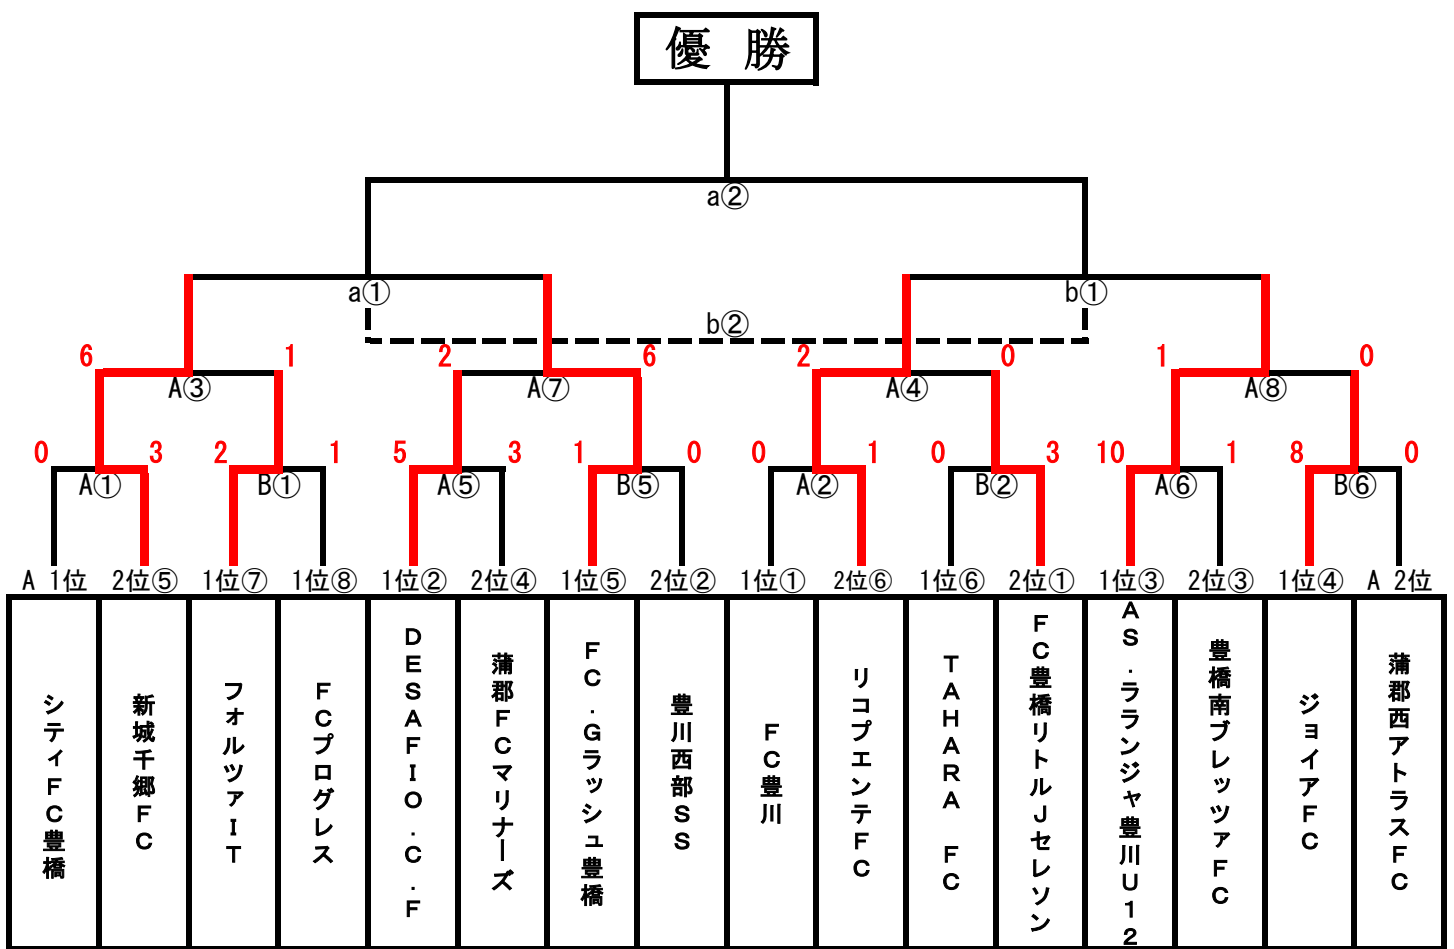 優 勝
a②
a① b①
b②
6 1 2 6 2 0 1 0
A③ A⑦ A④ A⑧
0 3 2 1 5 3 1 0 0 1 0 3 10 1 8 0
A① B① A⑤ B⑤ A② B② A⑥ B⑥
A 1位 2位⑤ 1位⑦ 1位⑧ 1位② 2位④ 1位⑤ 2位② 1位① 2位⑥ 1位⑥ 2位① 1位③ 2位③ 1位④ A 2位
シティFC豊橋
新城千郷FC
フォルツァIT
FCプログレス
DESAFIO.C.F
蒲郡FCマリナーズ
FC.Gラッシュ豊橋
豊川西部SS
FC豊川
リコプエンテFC
TAHARA FC
FC豊橋リトルJセレソン
AS.ラランジャ豊川U12
豊橋南ブレッツァFC
ジョイアFC
蒲郡西アトラスFC